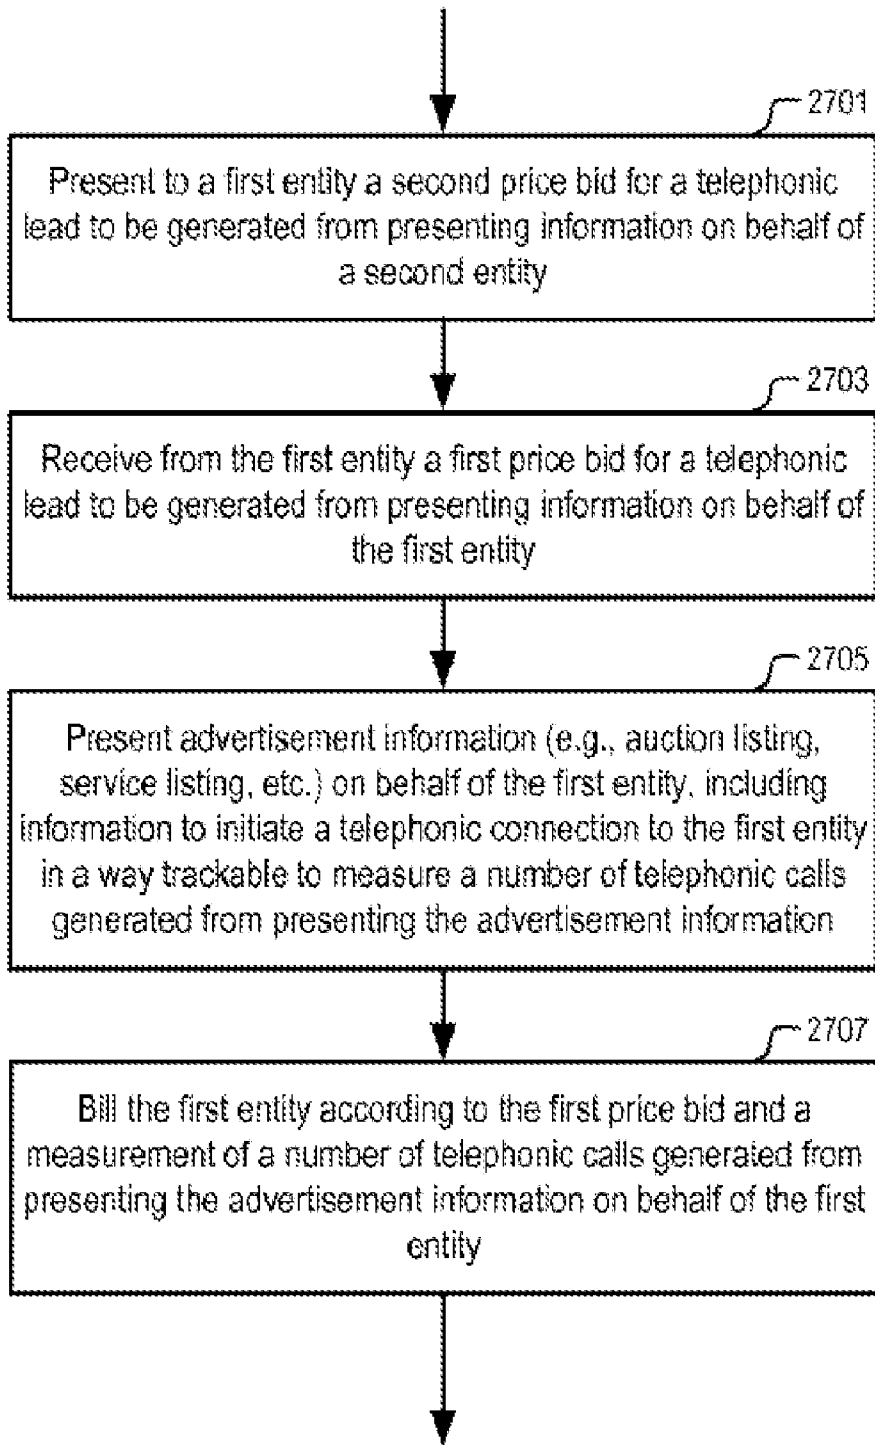 2701
Present to a first entity a second price bid for a telephonic
lead to be generated from presenting information on behalf of
a second entity
2703
Receive from the first entity a first price bid for a telephonic
lead to be generated from presenting information on behalf of
the first entity
2705
Present advertisement information (e.g., auction listing,
service listing, etc.) on behalf of the first entity, including
information to initiate a telephonic connection to the first entity
in a way trackable to measure a number of telephonic calls
generated from presenting the advertisement information
2707
Bill the first entity according to the first price bid and a
measurement of a number of telephonic calls generated from
presenting the advertisement information on behalf of the first
entity